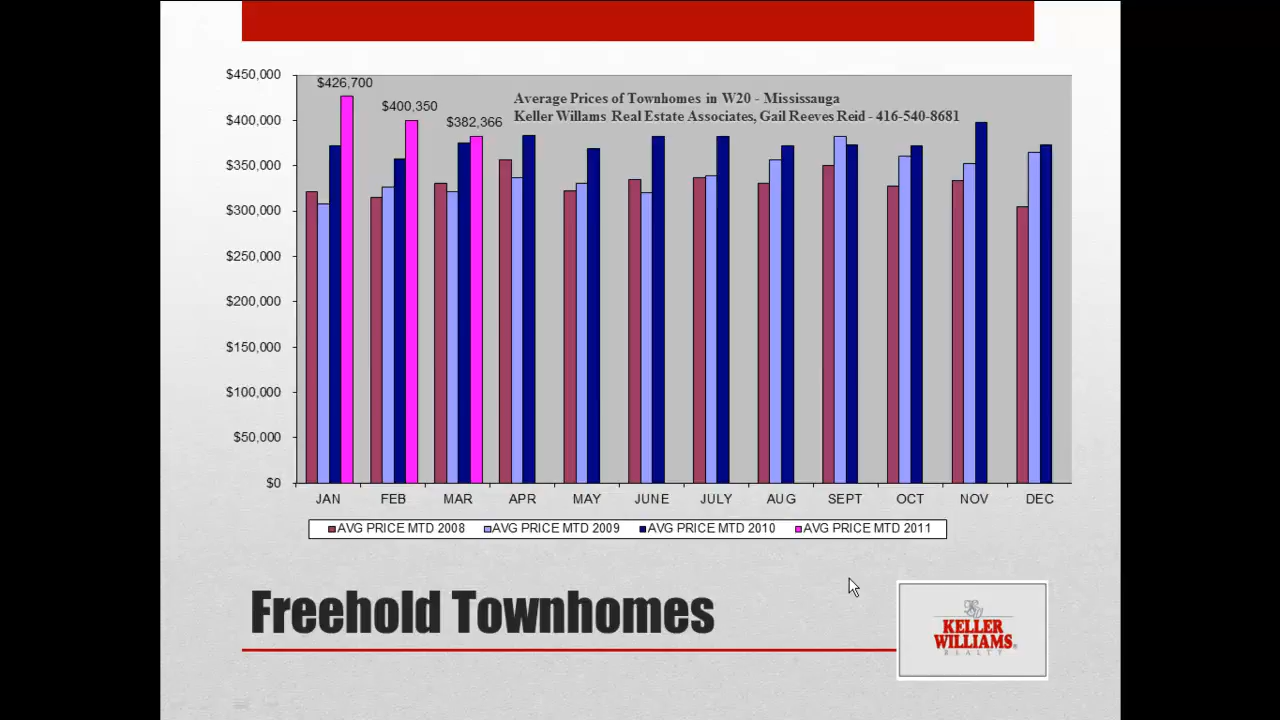 $450,000
$400,000
$350,000
$300,000
$250,000
$200,000
$150,000
$100,000
$50,000
$0
$426,700
$400,350
$382,366
Average Prices of Townhomes in W20 - Mississauga
Keller Willams Real Estate Associates, Gail Reeves Reid - 416-540-8681
JAN FEB MAR APR MAY JUNE JULY AUG SEPT OCT NOV DEC
AVG PRICE MTD 2008 AVG PRICE MTD 2009 AVG PRICE MTD 2010 AVG PRICE MTD 2011
Freehold Townhomes
KELLER
WILLIAMS®
REALTY